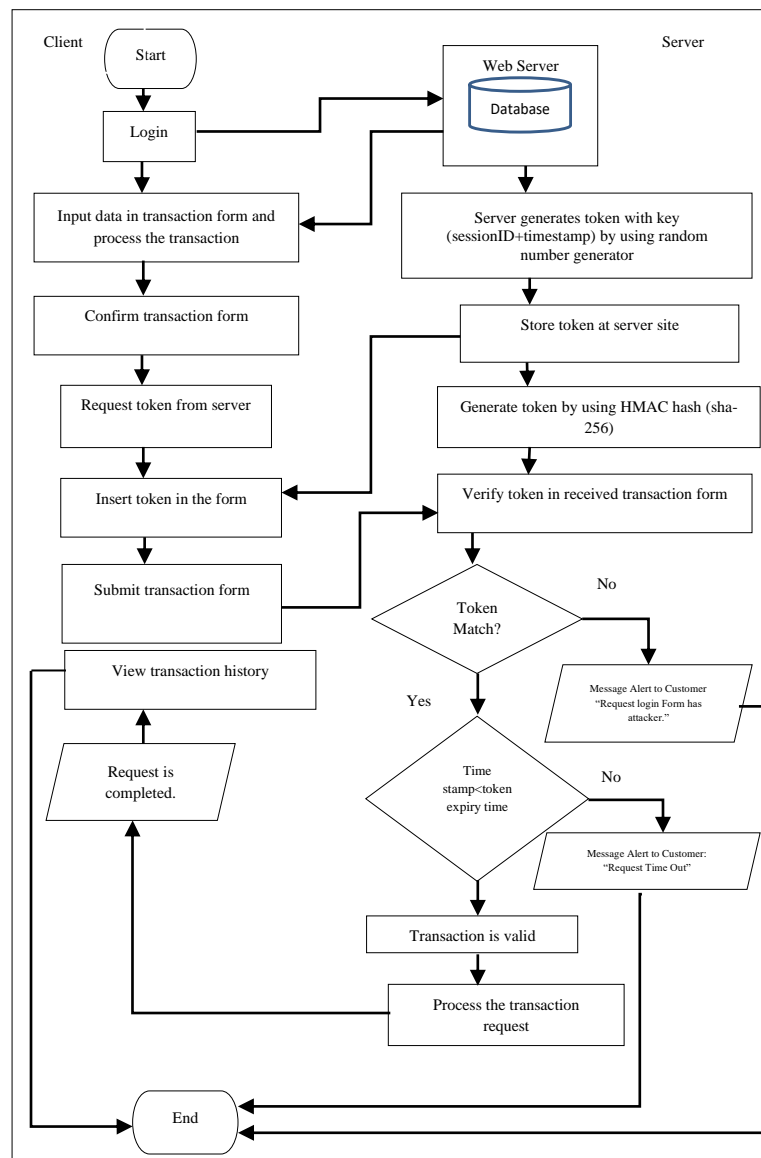 Client
Server
Start
Web Server
Database
Login
Input data in transaction form and
process the transaction
Server generates token with key
(sessionID+timestamp) by using random
number generator
Confirm transaction form
Store token at server site
Request token from server
Generate token by using HMAC hash (sha-
256)
Insert token in the form
Verify token in received transaction form
Submit transaction form
Token
Match?
No
View transaction history
Message Alert to Customer
“Request login Form has
attacker.”
Yes
Request is
completed.
Time
stamp<token
expiry time
No
Message Alert to Customer:
“Request Time Out”
Transaction is valid
Process the transaction
request
End